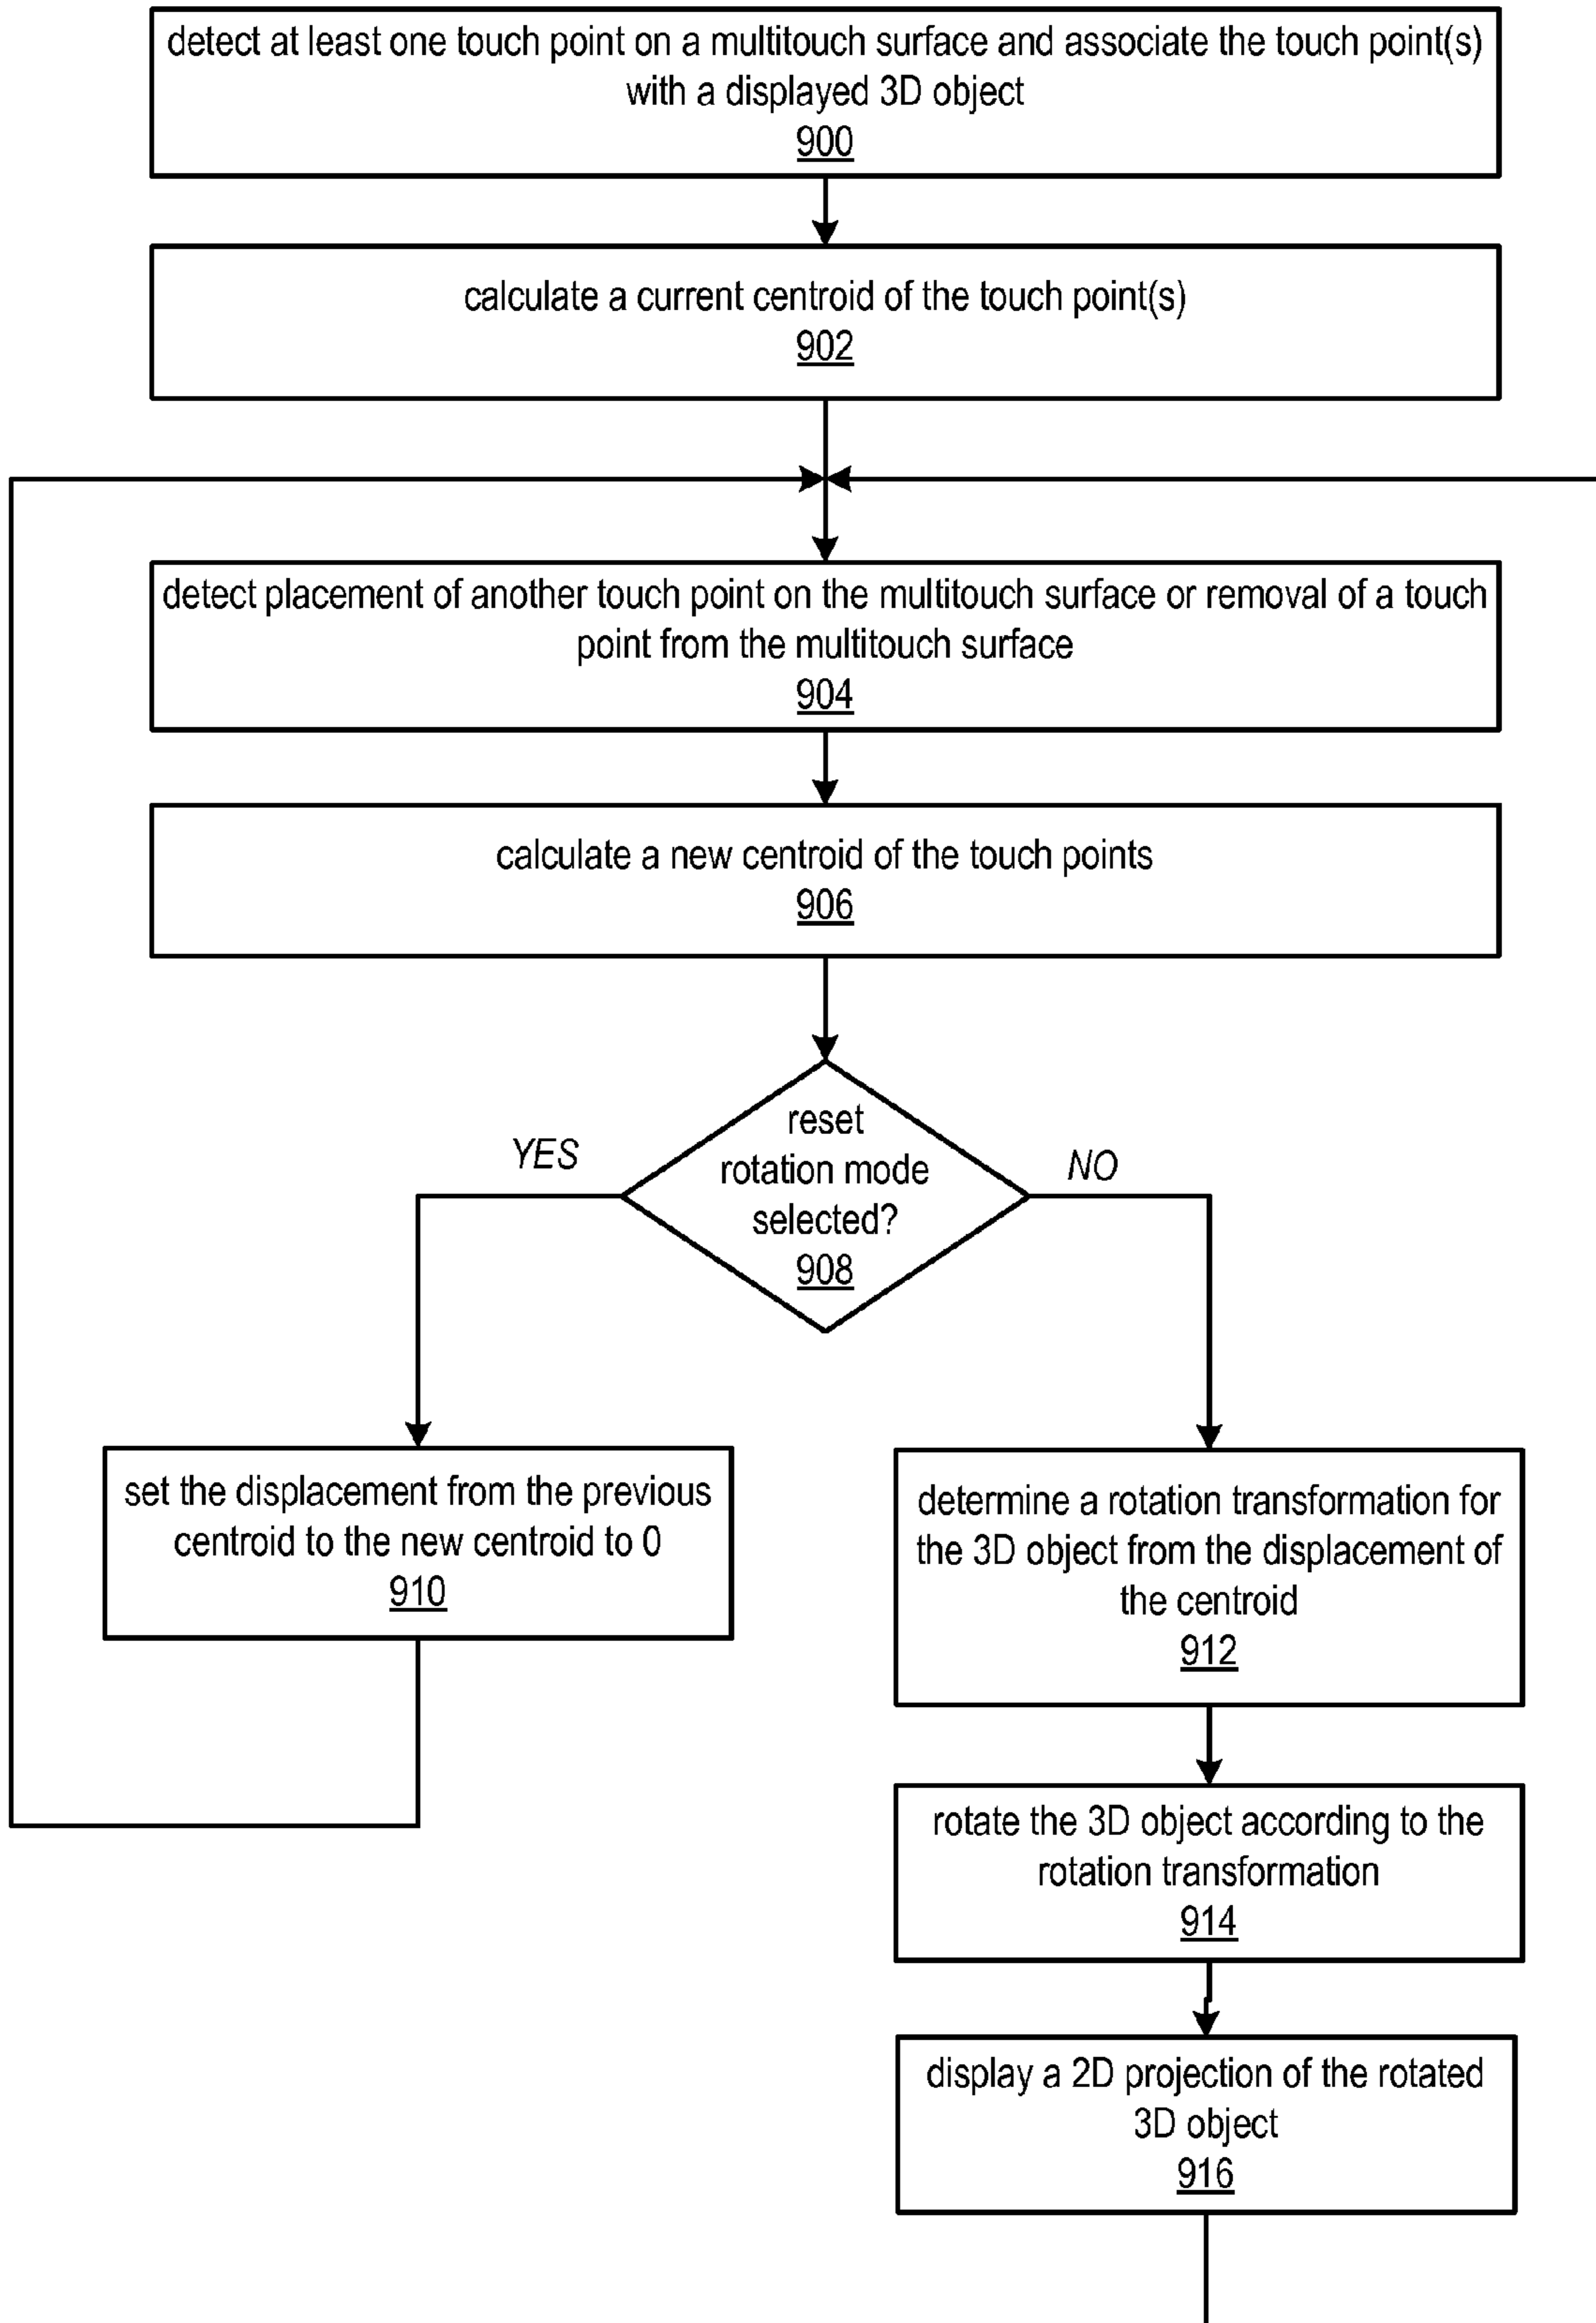 detect at least one touch point on a multitouch surface and associate the touch point(s)
with a displayed 3D object
900
calculate a current centroid of the touch point(s)
902
detect placement of another touch point on the multitouch surface or removal of a touch
point from the multitouch surface
904
calculate a new centroid of the touch points
906
reset
rotation mode
selected?
908
YES
NO
set the displacement from the previous
centroid to the new centroid to 0
910
determine a rotation transformation for
the 3D object from the displacement of
the centroid
912
rotate the 3D object according to the
rotation transformation
914
display a 2D projection of the rotated
3D object
916